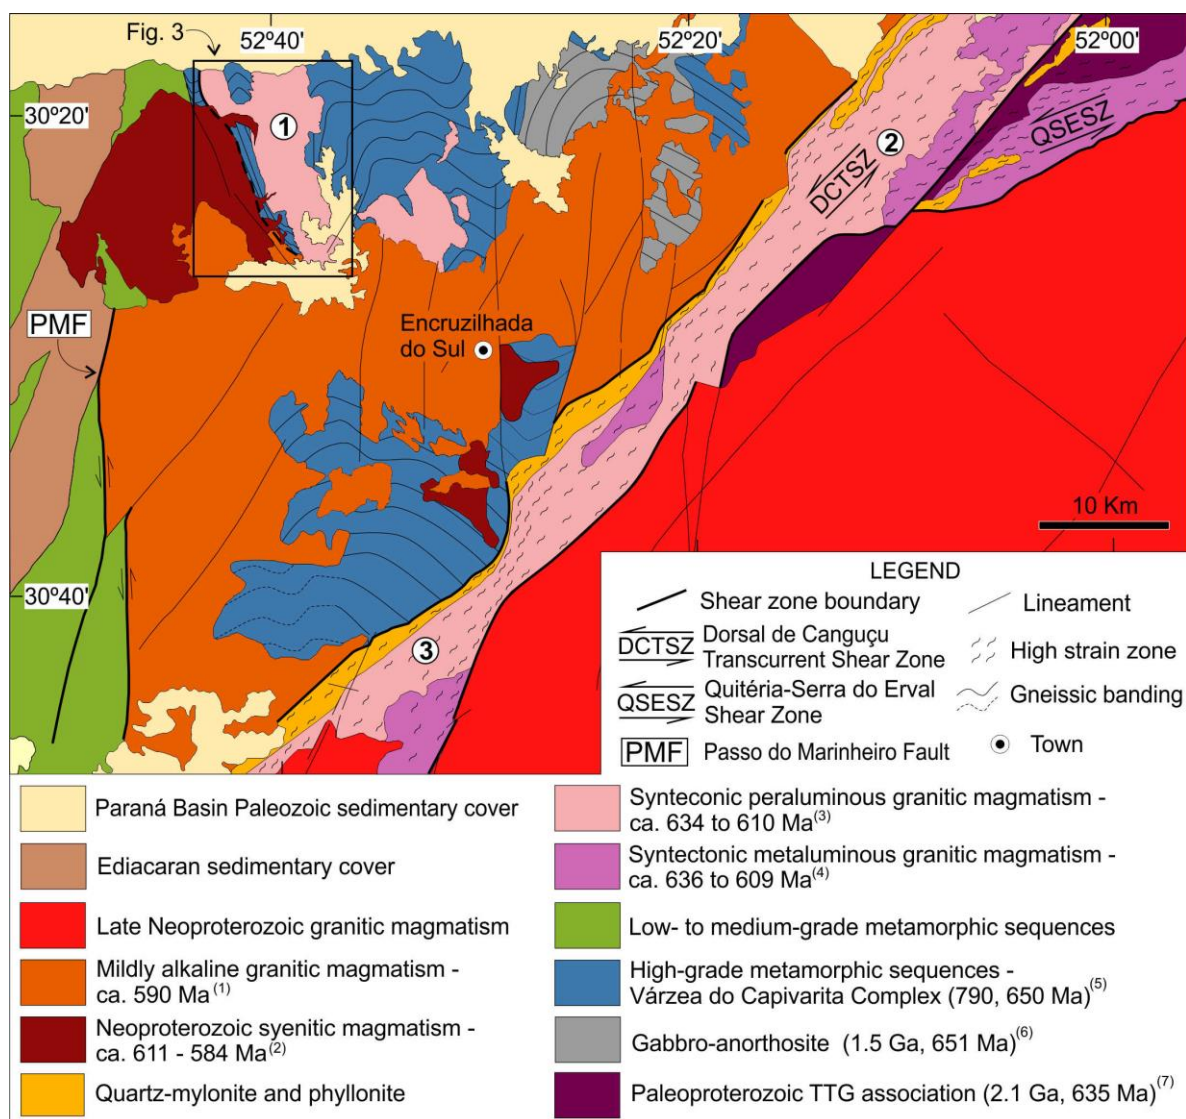 Fig. 3
52º40'
52º20'
52º00'
30º20'
1
2
QSESZ
DCTSZ
PMF
Encruzilhada
do Sul
10 Km
30º40'
3
LEGEND
Shear zone boundary
Lineament
DCTSZ Dorsal de Canguçu
Transcurrent Shear Zone
High strain zone
QSESZ Quitéria-Serra do Erval
Shear Zone
Gneissic banding
PMF Passo do Marinheiro Fault
Town
Paraná Basin Paleozoic sedimentary cover
Ediacaran sedimentary cover
Late Neoproterozoic granitic magmatism
Mildly alkaline granitic magmatism -
ca. 590 Ma(1)
Neoproterozoic syenitic magmatism -
ca. 611 - 584 Ma(2)
Quartz-mylonite and phyllonite
Synteconic peraluminous granitic magmatism -
ca. 634 to 610 Ma(3)
Syntectonic metaluminous granitic magmatism -
ca. 636 to 609 Ma(4)
Low- to medium-grade metamorphic sequences
High-grade metamorphic sequences -
Várzea do Capivarita Complex (790, 650 Ma)(5)
Gabbro-anorthosite (1.5 Ga, 651 Ma)(6)
Paleoproterozoic TTG association (2.1 Ga, 635 Ma)(7)